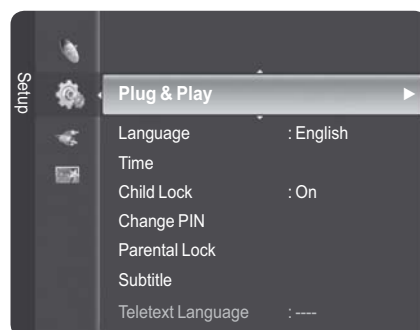 Setup
Plug & Play
Language : English
Time
Child Lock : On
Change PIN
Parental Lock
Subtitle
Teletext Language : ----